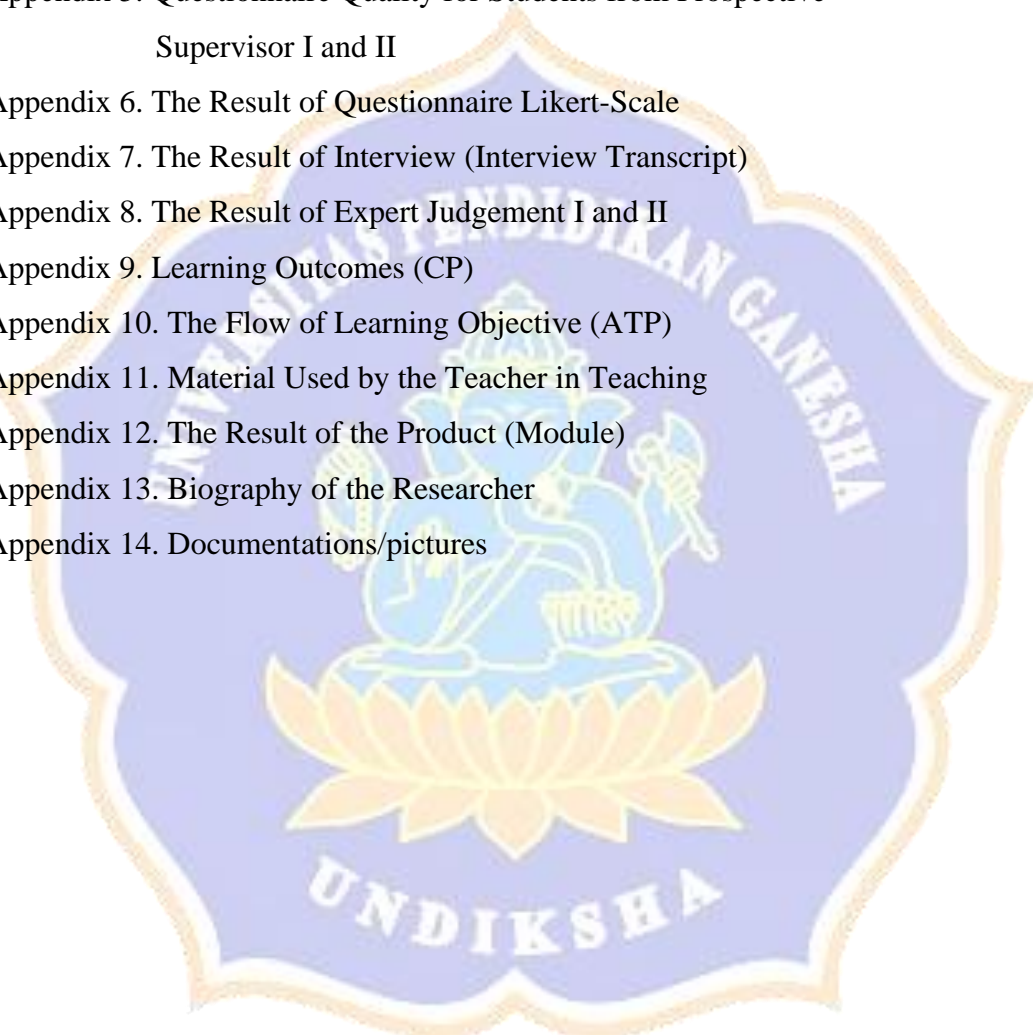 Supervisor I and II
Appendix 6. The Result of Questionnaire Likert-Scale
Appendix 7. The Result of Interview (Interview Transcript)
Appendix 8. The Result of Expert Judgement I and II
Appendix 9. Learning Outcomes (CP)
Appendix 10. The Flow of Learning Objective (ATP)
Appendix 11. Material Used by the Teacher in Teaching
Appendix 12. The Result of the Product (Module)
Appendix 13. Biography of the Researcher
Appendix 14. Documentations/pictures
UNIVERSITAS PENDIDIKAN GANESHA
UNDIKSHA